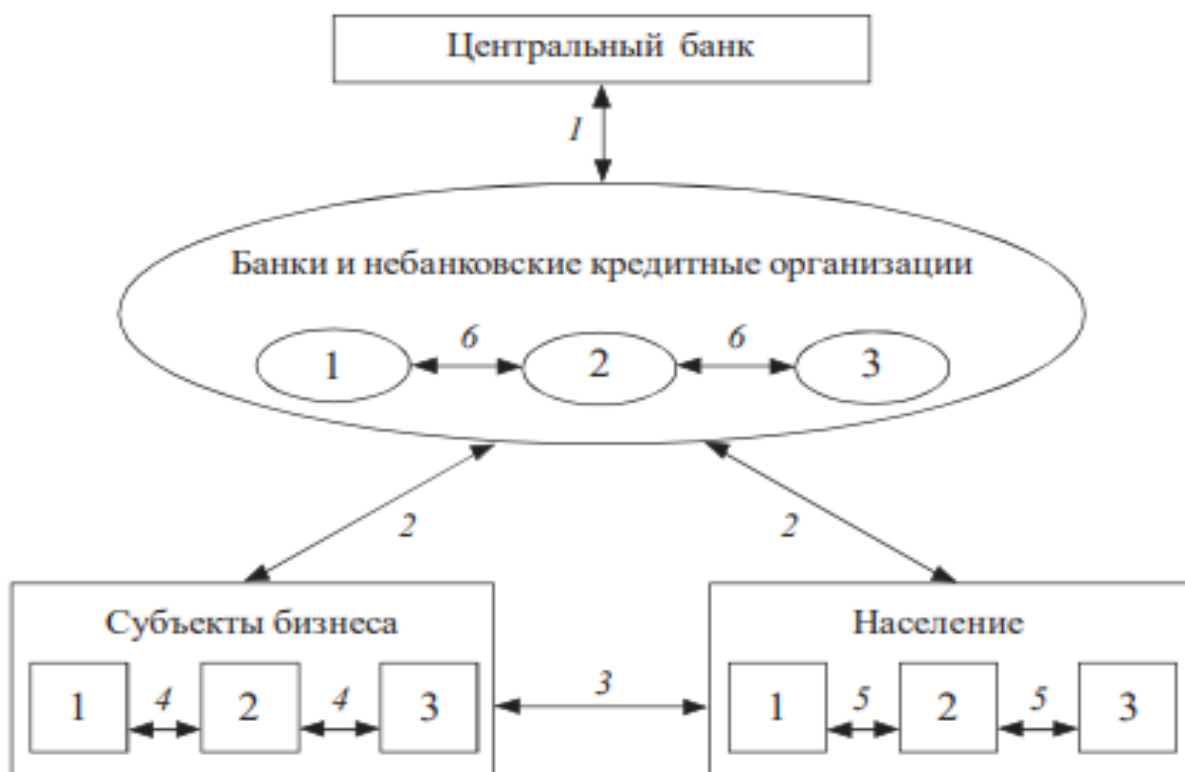 Центральный банк
1
Банки и небанковские кредитные организации
6 6
1 2 3
2 2
Субъекты бизнеса Население
3
4 4 5 5
1 2 3 1 2 3